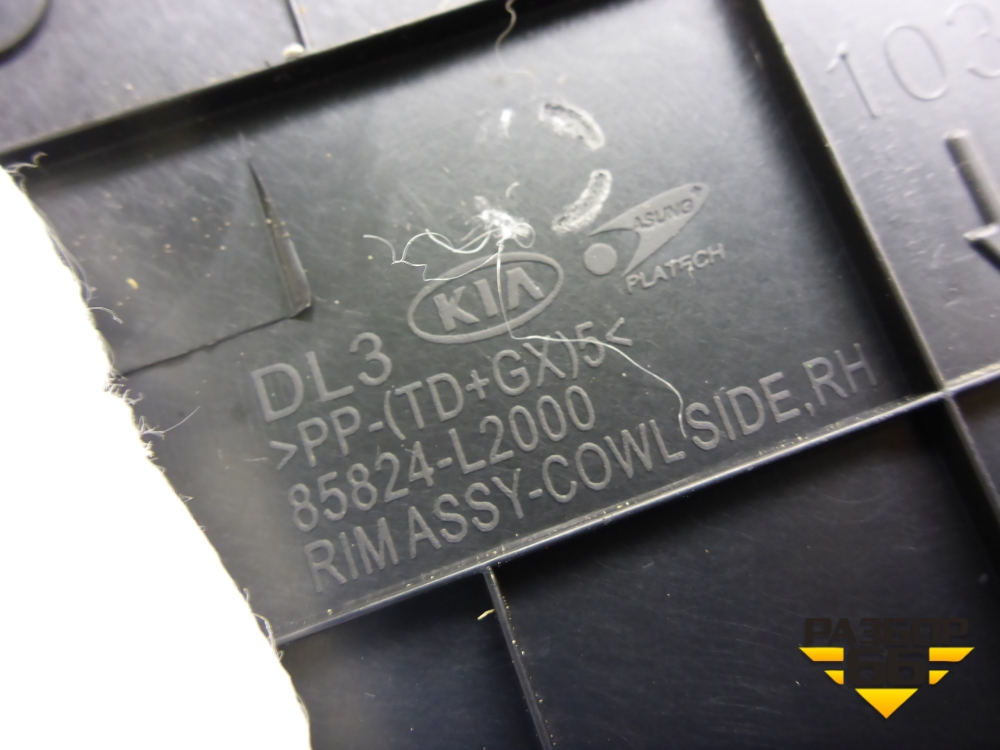 103
ASUNG
PLATECH
KIA
DL3
>PP-(TD+GX)5<
85824-L2000
RIM ASSY-COWL SIDE,RH
РАЗБОР
66